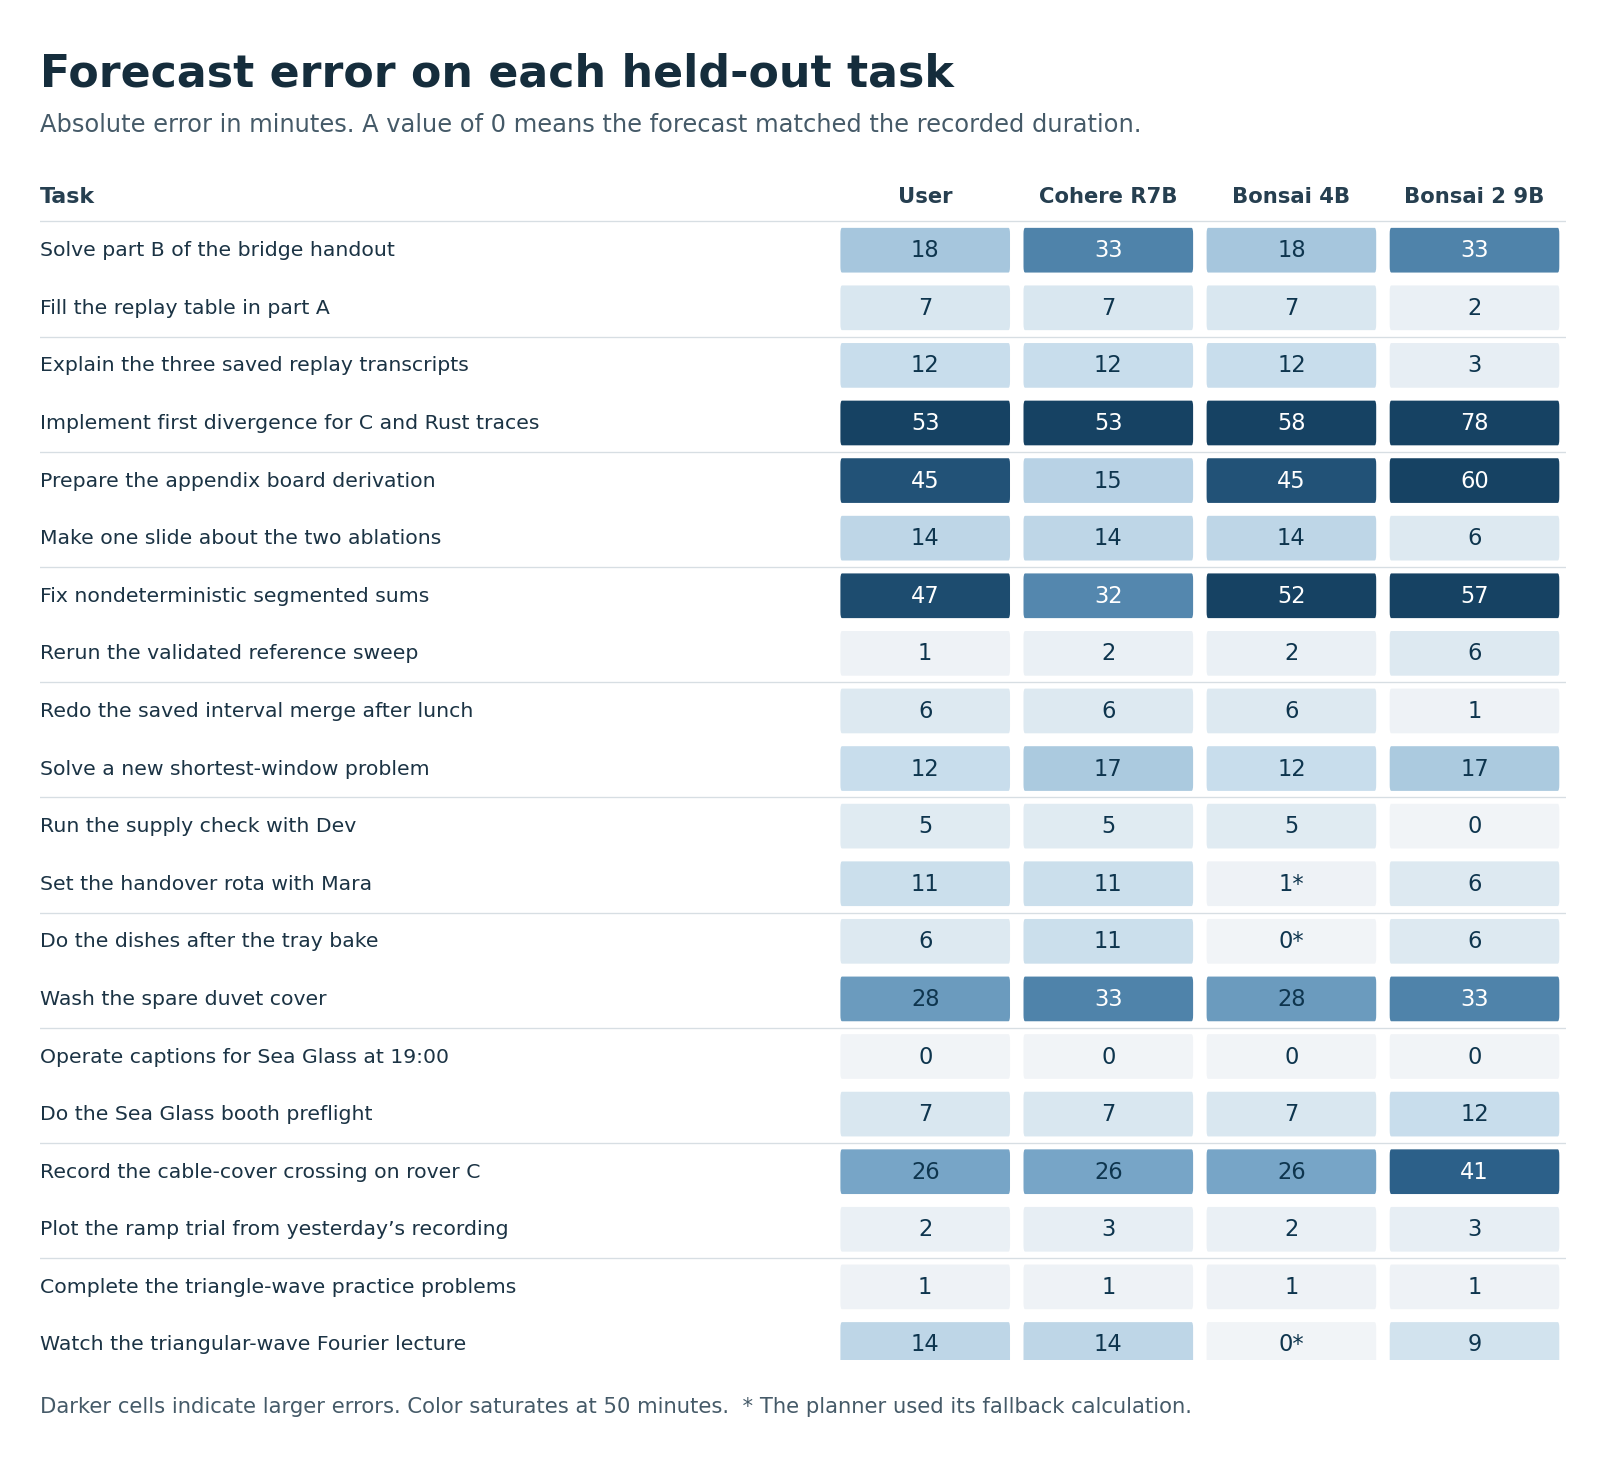 Forecast error on each held-out task
Absolute error in minutes. A value of 0 means the forecast matched the recorded duration.
Task User Cohere R7B Bonsai 4B Bonsai 2 9B
Solve part B of the bridge handout 18 33 18 33
Fill the replay table in part A 7 7 7 2
Explain the three saved replay transcripts 12 12 12 3
Implement first divergence for C and Rust traces 53 53 58 78
Prepare the appendix board derivation 45 15 45 60
Make one slide about the two ablations 14 14 14 6
Fix nondeterministic segmented sums 47 32 52 57
Rerun the validated reference sweep 1 2 2 6
Redo the saved interval merge after lunch 6 6 6 1
Solve a new shortest-window problem 12 17 12 17
Run the supply check with Dev 5 5 5 0
Set the handover rota with Mara 11 11 1* 6
Do the dishes after the tray bake 6 11 0* 6
Wash the spare duvet cover 28 33 28 33
Operate captions for Sea Glass at 19:00 0 0 0 0
Do the Sea Glass booth preflight 7 7 7 12
Record the cable-cover crossing on rover C 26 26 26 41
Plot the ramp trial from yesterday’s recording 2 3 2 3
Complete the triangle-wave practice problems 1 1 1 1
Watch the triangular-wave Fourier lecture 14 14 0* 9
Darker cells indicate larger errors. Color saturates at 50 minutes. * The planner used its fallback calculation.